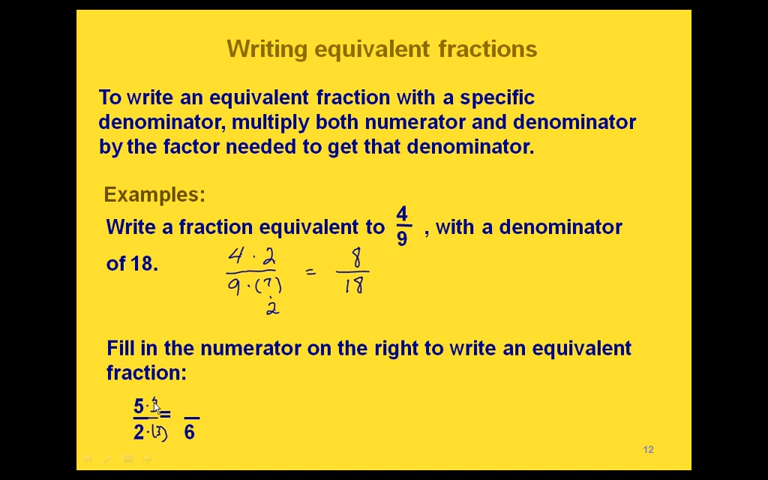 Writing equivalent fractions
To write an equivalent fraction with a specific
denominator, multiply both numerator and denominator
by the factor needed to get that denominator.
Examples:
Write a fraction equivalent to 4/9 , with a denominator
of 18.
4 · 2 / 9 · (?) = 8 / 18
2
Fill in the numerator on the right to write an equivalent
fraction:
5 · 3 / 2 · (3) = __ / 6
12